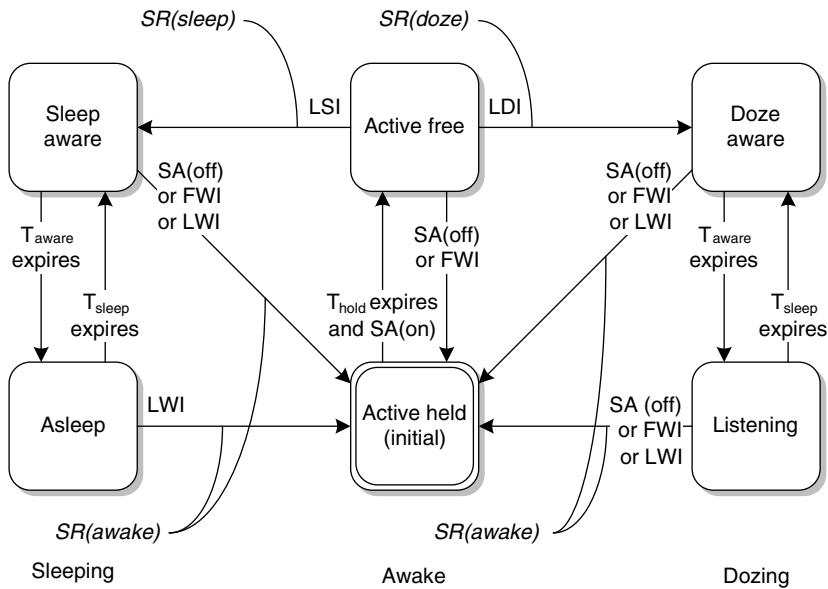 SR(sleep)
SR(doze)
Sleep
aware
LSI
Active free
LDI
Doze
aware
SA(off)
or FWI
or LWI
SA(off)
or FWI
SA(off)
or FWI
or LWI
Taware
expires
Tsleep
expires
Thold expires
and SA(on)
Taware
expires
Tsleep
expires
Asleep
LWI
Active held
(initial)
SA (off)
or FWI
or LWI
Listening
SR(awake)
SR(awake)
Sleeping
Awake
Dozing